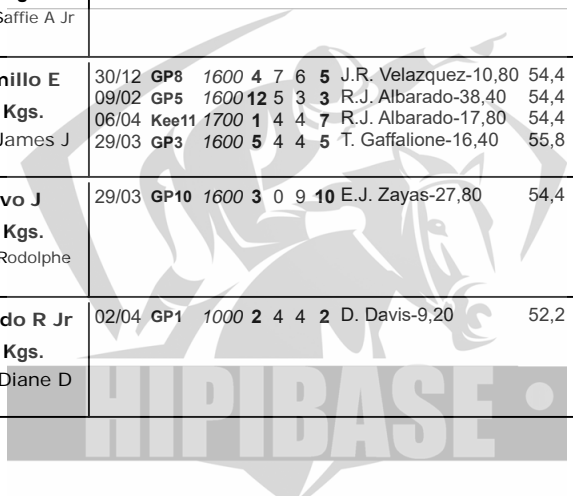 Saffie A Jr
nillo E 30/12 GP8 1600 4 7 6 5 J.R. Velazquez-10,80 54,4
09/02 GP5 1600 12 5 3 3 R.J. Albarado-38,40 54,4
Kgs. 06/04 Kee11 1700 1 4 4 7 R.J. Albarado-17,80 54,4
James J 29/03 GP3 1600 5 4 4 5 T. Gaffalione-16,40 55,8
vo J 29/03 GP10 1600 3 0 9 10 E.J. Zayas-27,80 54,4
Kgs.
Rodolphe
do R Jr 02/04 GP1 1000 2 4 4 2 D. Davis-9,20 52,2
Kgs.
Diane D
HIPIBASE